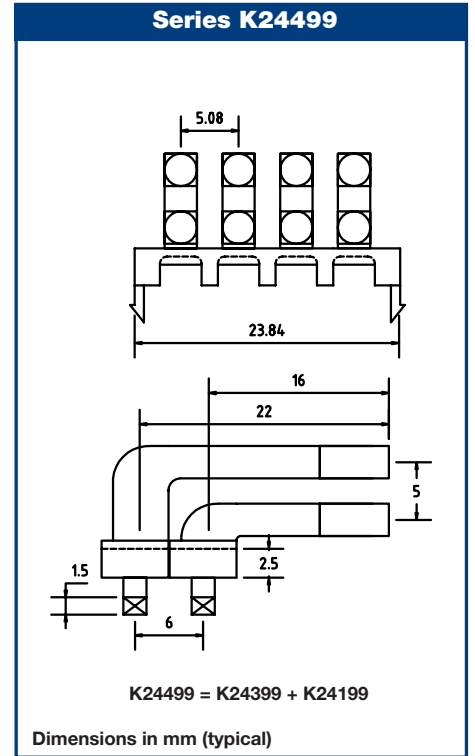 Series K24499
5.08
23.84
16
22
5
2.5
1.5
6
K24499 = K24399 + K24199
Dimensions in mm (typical)